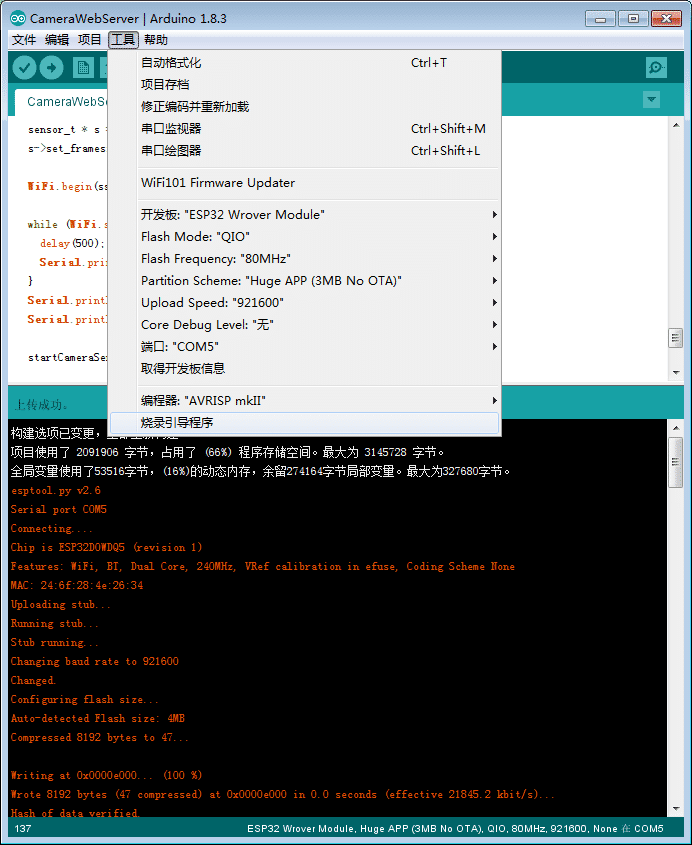 CameraWebServer | Arduino 1.8.3
文件 编辑 项目 工具 帮助
自动格式化 Ctrl+T
项目存档
修正编码并重新加载
串口监视器 Ctrl+Shift+M
串口绘图器 Ctrl+Shift+L
WiFi101 Firmware Updater
开发板: "ESP32 Wrover Module"
Flash Mode: "QIO"
Flash Frequency: "80MHz"
Partition Scheme: "Huge APP (3MB No OTA)"
Upload Speed: "921600"
Core Debug Level: "无"
端口: "COM5"
取得开发板信息
编程器: "AVRISP mkII"
烧录引导程序
CameraWebSe
sensor_t * s
s->set_frames
WiFi.begin(ss
while (WiFi.s
delay(500);
Serial.pri
}
Serial.print
Serial.print
startCameraSe
上传成功。
构建选项已变更，全部重新构建
项目使用了 2091906 字节，占用了 (66%) 程序存储空间。最大为 3145728 字节。
全局变量使用了53516字节，(16%)的动态内存，余留274164字节局部变量。最大为327680字节。
esptool.py v2.6
Serial port COM5
Connecting....
Chip is ESP32D0WDQ5 (revision 1)
Features: WiFi, BT, Dual Core, 240MHz, VRef calibration in efuse, Coding Scheme None
MAC: 24:6f:28:4e:26:34
Uploading stub...
Running stub...
Stub running...
Changing baud rate to 921600
Changed.
Configuring flash size...
Auto-detected Flash size: 4MB
Compressed 8192 bytes to 47...
Writing at 0x0000e000... (100 %)
Wrote 8192 bytes (47 compressed) at 0x0000e000 in 0.0 seconds (effective 21845.2 kbit/s)...
Hash of data verified.
137 ESP32 Wrover Module, Huge APP (3MB No OTA), QIO, 80MHz, 921600, None 在 COM5